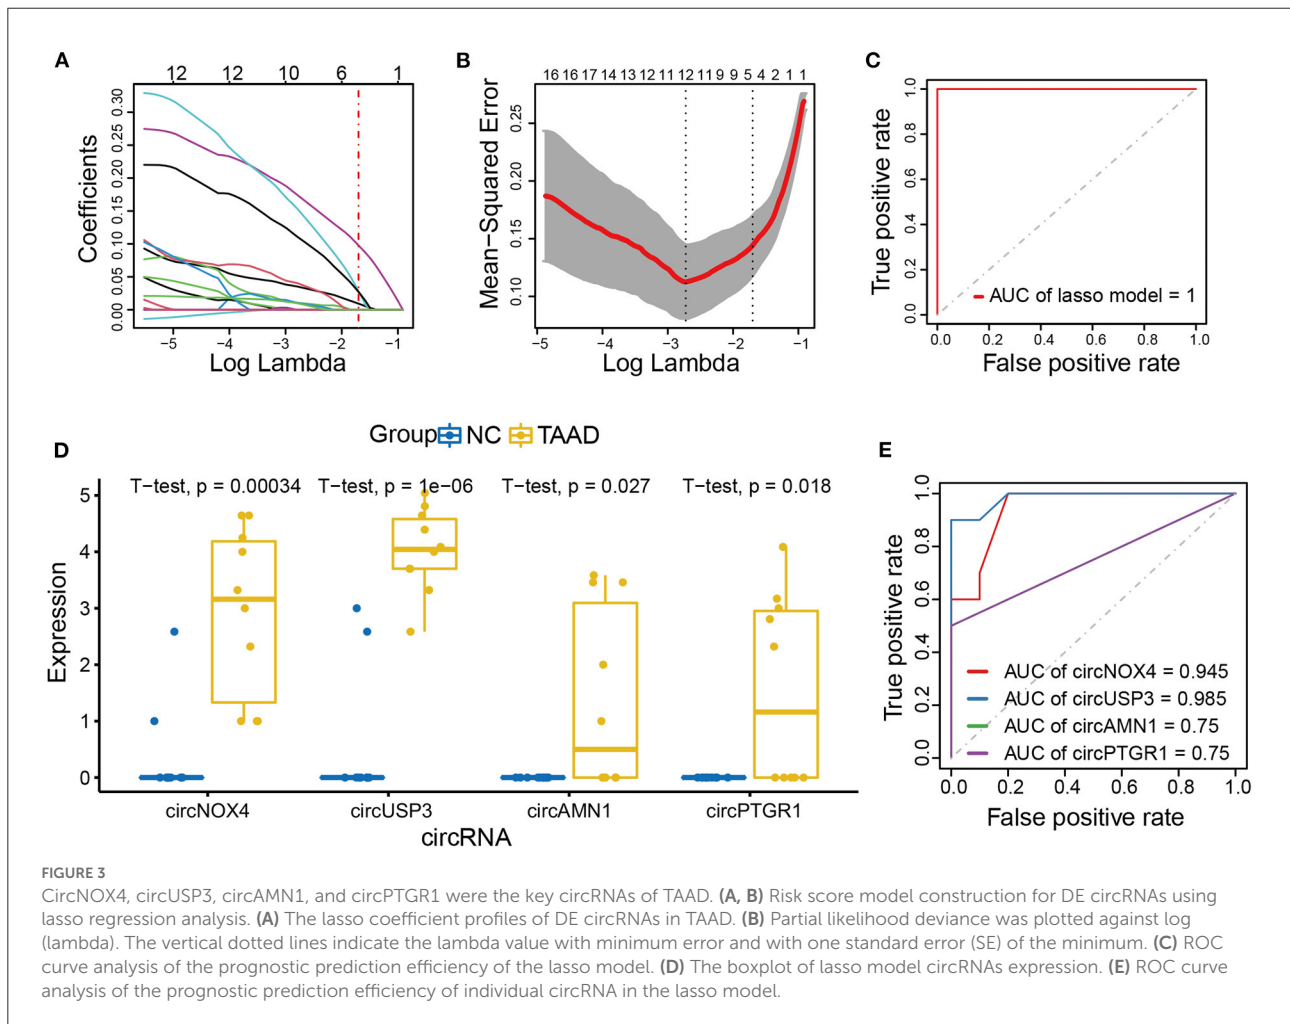 A
12 12 10 6 1
0.30
0.25
0.20
0.15
0.10
0.05
0.00
Coefficients
−5 −4 −3 −2 −1
Log Lambda
B
16 16 17 14 13 12 11 12 11 9 9 5 4 2 1 1
0.25
0.20
0.15
0.10
Mean−Squared Error
−5 −4 −3 −2 −1
Log Lambda
C
1.0
0.8
0.6
0.4
0.2
0.0
True positive rate
AUC of lasso model = 1
0.0 0.2 0.4 0.6 0.8 1.0
False positive rate
D
Group NC TAAD
T−test, p = 0.00034 T−test, p = 1e−06 T−test, p = 0.027 T−test, p = 0.018
5
4
3
2
1
0
Expression
circNOX4 circUSP3 circAMN1 circPTGR1
circRNA
E
1.0
0.8
0.6
0.4
0.2
0.0
True positive rate
AUC of circNOX4 = 0.945
AUC of circUSP3 = 0.985
AUC of circAMN1 = 0.75
AUC of circPTGR1 = 0.75
0.0 0.2 0.4 0.6 0.8 1.0
False positive rate
FIGURE 3
CircNOX4, circUSP3, circAMN1, and circPTGR1 were the key circRNAs of TAAD. (A, B) Risk score model construction for DE circRNAs using
lasso regression analysis. (A) The lasso coefficient profiles of DE circRNAs in TAAD. (B) Partial likelihood deviance was plotted against log
(lambda). The vertical dotted lines indicate the lambda value with minimum error and with one standard error (SE) of the minimum. (C) ROC
curve analysis of the prognostic prediction efficiency of the lasso model. (D) The boxplot of lasso model circRNAs expression. (E) ROC curve
analysis of the prognostic prediction efficiency of individual circRNA in the lasso model.